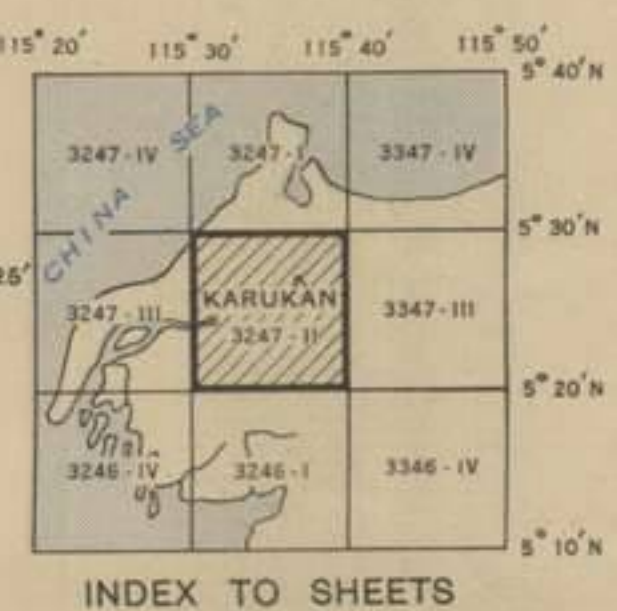 115° 20′ 115° 30′ 115° 40′ 115° 50′
5° 40′ N
CHINA SEA
3247 - IV 3247 - I 3347 - IV
5° 30′ N
25′
KARUKAN
3247 - III 3247 - II 3347 - III
5° 20′ N
3246 - IV 3246 - I 3346 - IV
5° 10′ N
INDEX TO SHEETS